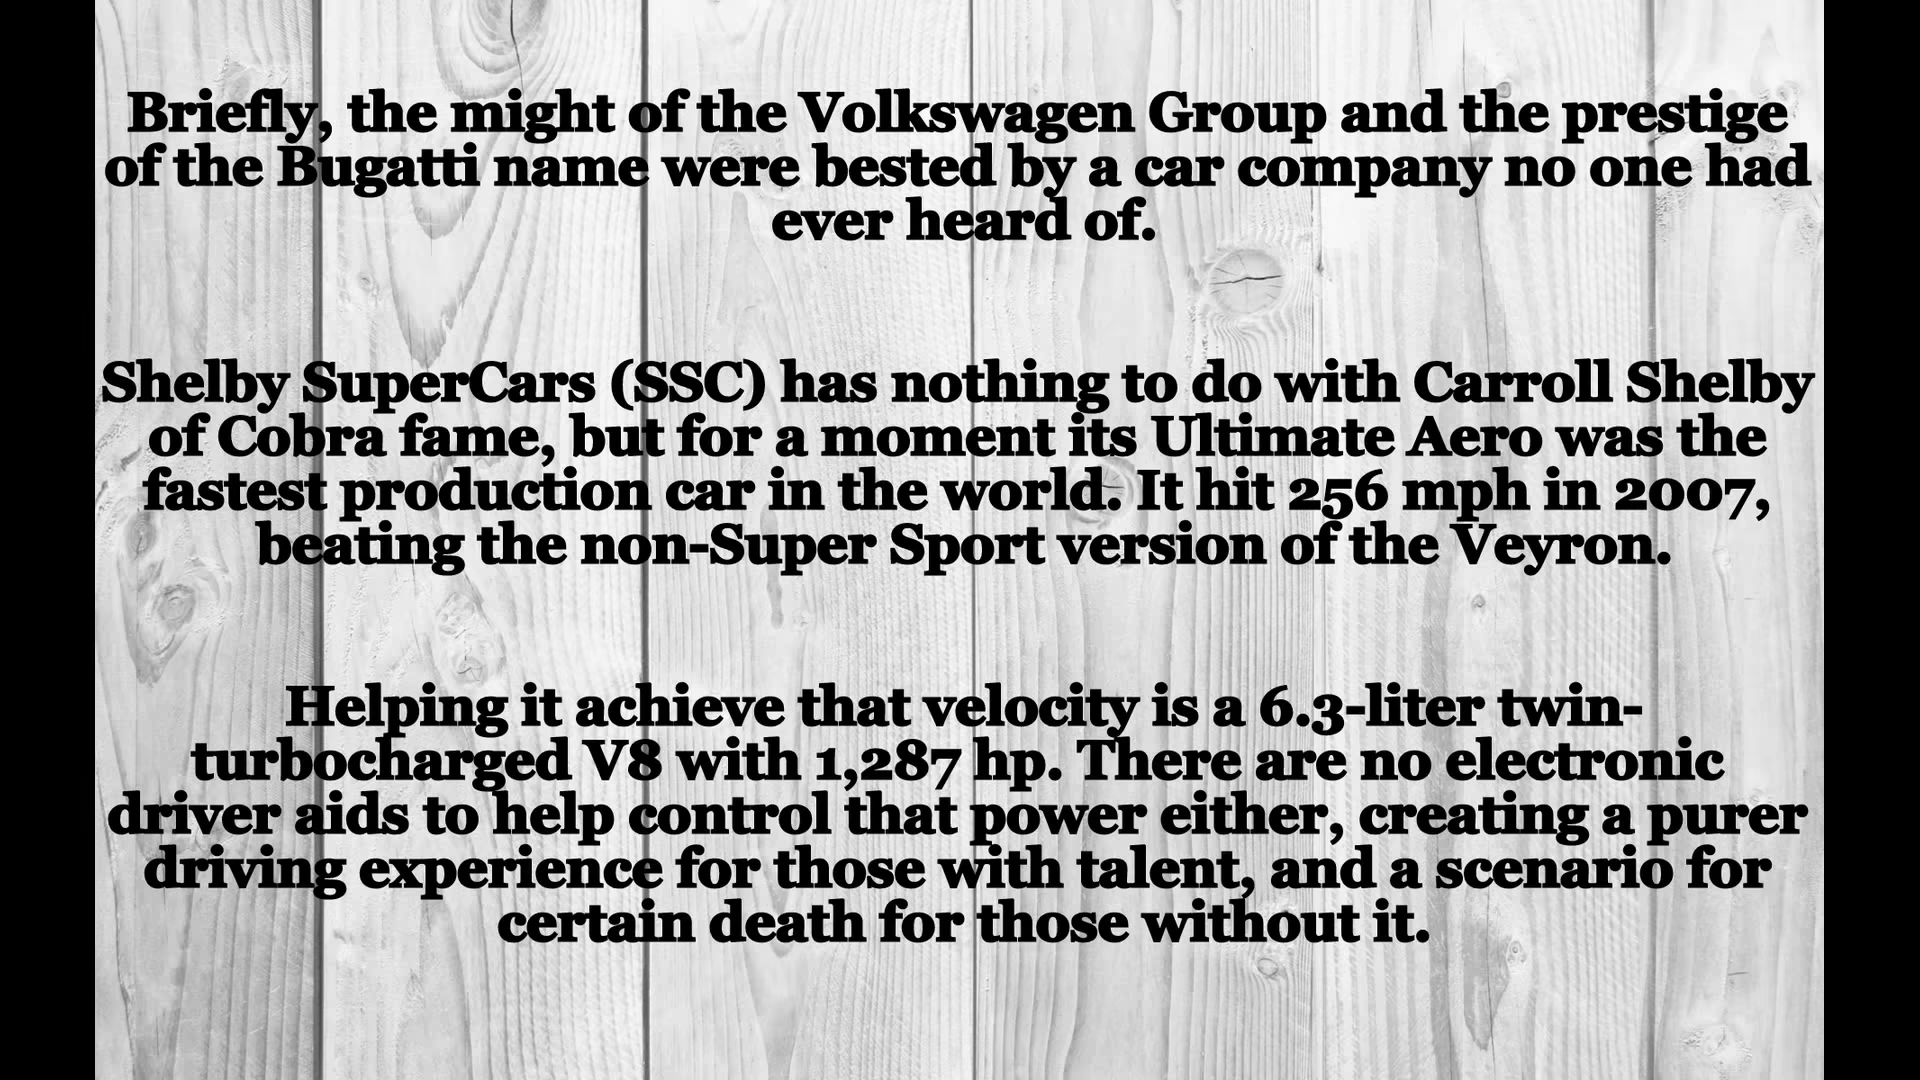 Briefly, the might of the Volkswagen Group and the prestige
of the Bugatti name were bested by a car company no one had
ever heard of.
Shelby SuperCars (SSC) has nothing to do with Carroll Shelby
of Cobra fame, but for a moment its Ultimate Aero was the
fastest production car in the world. It hit 256 mph in 2007,
beating the non-Super Sport version of the Veyron.
Helping it achieve that velocity is a 6.3-liter twin-
turbocharged V8 with 1,287 hp. There are no electronic
driver aids to help control that power either, creating a purer
driving experience for those with talent, and a scenario for
certain death for those without it.